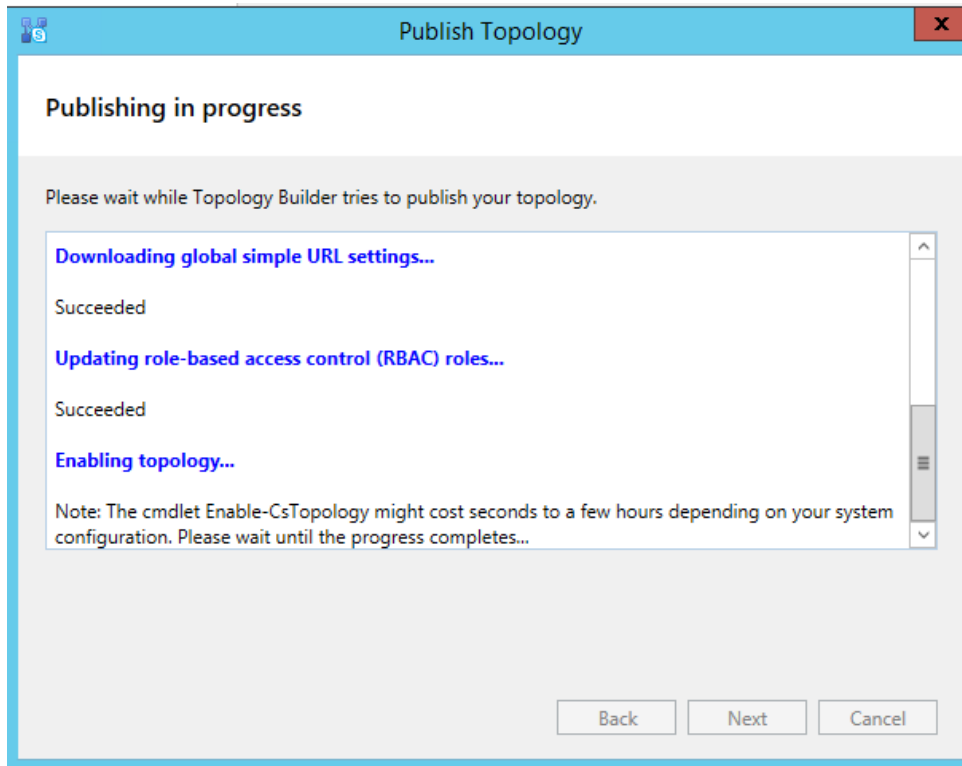 Publish Topology
Publishing in progress
Please wait while Topology Builder tries to publish your topology.
Downloading global simple URL settings...
Succeeded
Updating role-based access control (RBAC) roles...
Succeeded
Enabling topology...
Note: The cmdlet Enable-CsTopology might cost seconds to a few hours depending on your system
configuration. Please wait until the progress completes...
Back Next Cancel